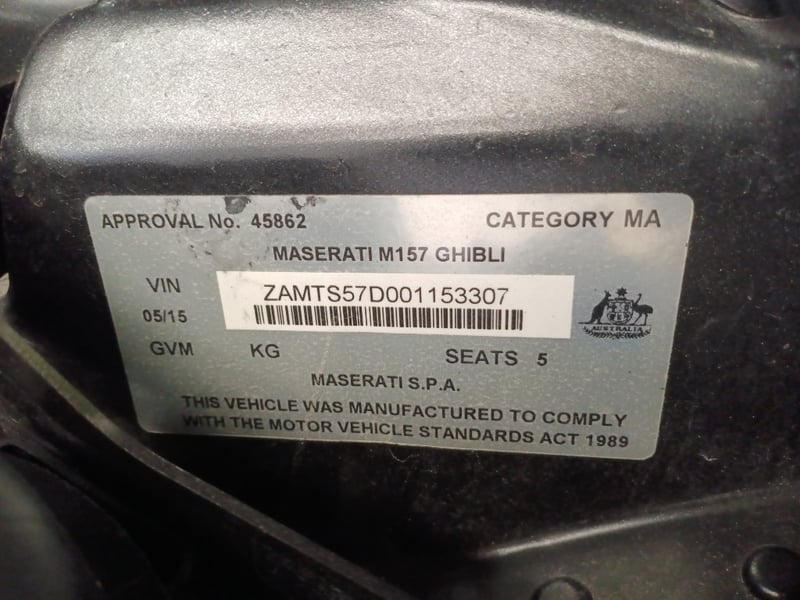 APPROVAL No. 45862 CATEGORY MA
MASERATI M157 GHIBLI
VIN ZAMTS57D001153307
05/15
AUSTRALIA
GVM KG SEATS 5
MASERATI S.P.A.
THIS VEHICLE WAS MANUFACTURED TO COMPLY
WITH THE MOTOR VEHICLE STANDARDS ACT 1989